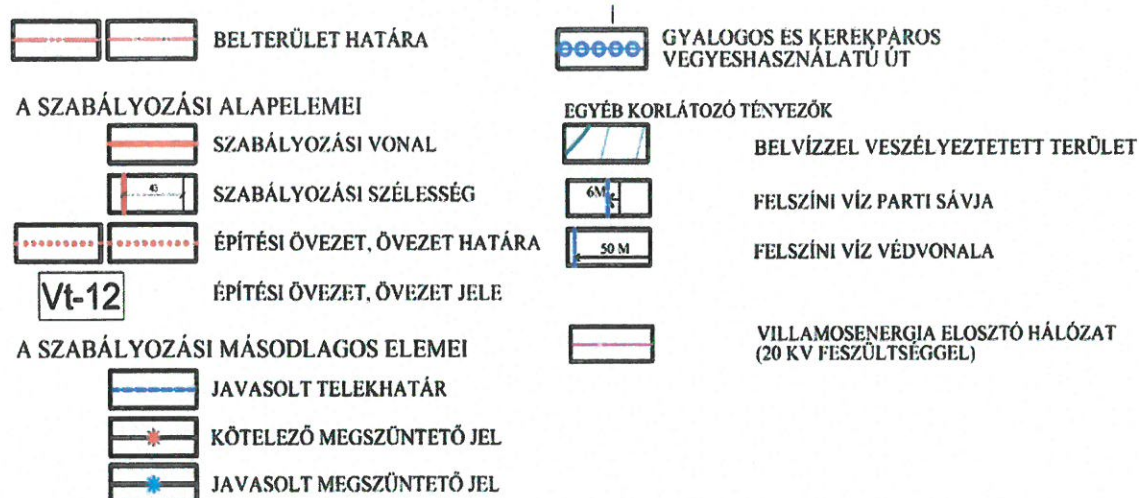 BELTERÜLET HATÁRA
A SZABÁLYOZÁSI ALAPELEMEI
SZABÁLYOZÁSI VONAL
43
SZABÁLYOZÁSI SZÉLESSÉG
ÉPÍTÉSI ÖVEZET, ÖVEZET HATÁRA
Vt-12
ÉPÍTÉSI ÖVEZET, ÖVEZET JELE
A SZABÁLYOZÁSI MÁSODLAGOS ELEMEI
JAVASOLT TELEKHATÁR
KÖTELEZŐ MEGSZÜNTETŐ JEL
JAVASOLT MEGSZÜNTETŐ JEL
GYALOGOS ÉS KERÉKPÁROS
VEGYESHASZNÁLATÚ ÚT
EGYÉB KORLÁTOZÓ TÉNYEZŐK
BELVÍZZEL VESZÉLYEZTETETT TERÜLET
6M
FELSZÍNI VÍZ PARTI SÁVJA
50 M
FELSZÍNI VÍZ VÉDVONALA
VILLAMOSENERGIA ELOSZTÓ HÁLÓZAT
(20 KV FESZÜLTSÉGGEL)